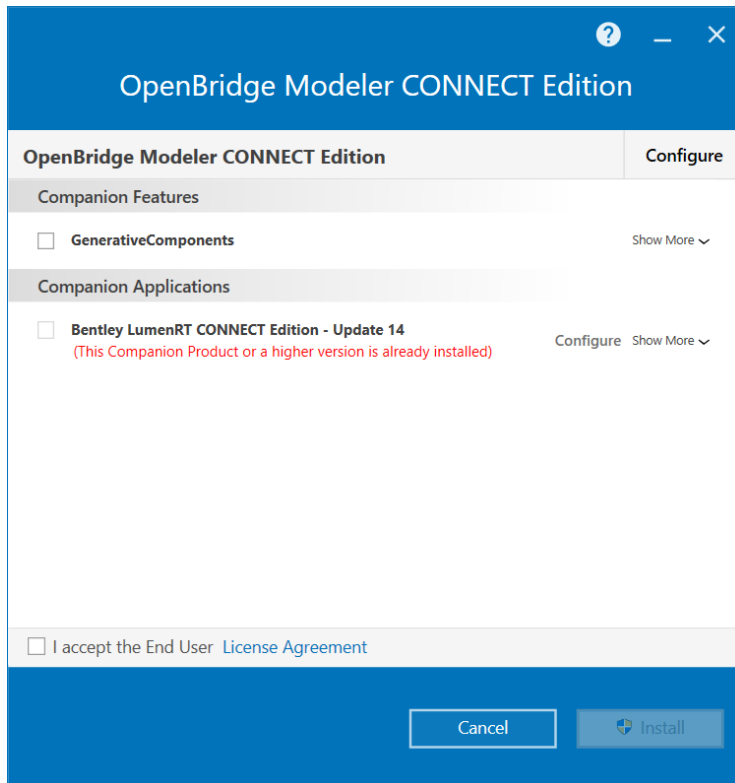 ?
OpenBridge Modeler CONNECT Edition
OpenBridge Modeler CONNECT Edition Configure
Companion Features
GenerativeComponents Show More
Companion Applications
Bentley LumenRT CONNECT Edition - Update 14
(This Companion Product or a higher version is already installed) Configure Show More
I accept the End User License Agreement
Cancel Install